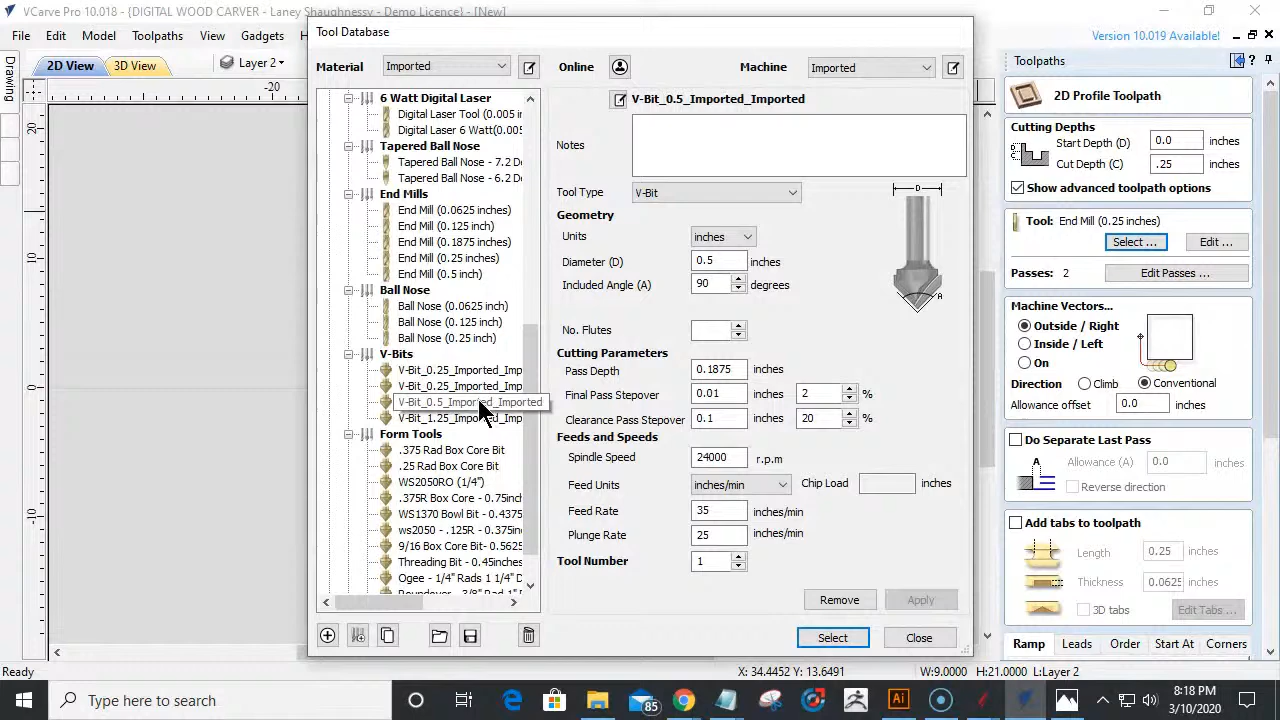 VCarve Pro 10.018 - {DIGITAL WOOD CARVER - Laney Shaughnessy - Demo Licence} - [New]
File Edit Model Toolpaths View Gadgets
Version 10.019 Available!
2D View 3D View Layer 2
Drawing
-20
20
10
0
-10
Tool Database
Material Imported Online Machine Imported
6 Watt Digital Laser
Digital Laser Tool (0.005 in
Digital Laser 6 Watt(0.005
Tapered Ball Nose
Tapered Ball Nose - 7.2 De
Tapered Ball Nose - 6.2 De
End Mills
End Mill (0.0625 inches)
End Mill (0.125 inch)
End Mill (0.1875 inches)
End Mill (0.25 inches)
End Mill (0.5 inch)
Ball Nose
Ball Nose (0.0625 inch)
Ball Nose (0.125 inch)
Ball Nose (0.25 inch)
V-Bits
V-Bit_0.25_Imported_Imp
V-Bit_0.25_Imported_Imp
V-Bit_0.5_Imported_Imported
V-Bit_1.25_Imported_Imp
Form Tools
.375 Rad Box Core Bit
.25 Rad Box Core Bit
WS2050RO (1/4")
.375R Box Core - 0.75inch
WS1370 Bowl Bit - 0.4375
ws2050 - .125R - 0.375 in
9/16 Box Core Bit- 0.5625
Threading Bit - 0.45inches
Ogee - 1/4" Rads 1 1/4" D
V-Bit_0.5_Imported_Imported
Notes
Tool Type V-Bit
Geometry
Units inches
Diameter (D) 0.5 inches
Included Angle (A) 90 degrees
No. Flutes
D
A
Cutting Parameters
Pass Depth 0.1875 inches
Final Pass Stepover 0.01 inches 2 %
Clearance Pass Stepover 0.1 inches 20 %
Feeds and Speeds
Spindle Speed 24000 r.p.m
Feed Units inches/min Chip Load inches
Feed Rate 35 inches/min
Plunge Rate 25 inches/min
Tool Number 1
Remove Apply
Select Close
Toolpaths
2D Profile Toolpath
Cutting Depths
Start Depth (D) 0.0 inches
Cut Depth (C) .25 inches
Show advanced toolpath options
Tool: End Mill (0.25 inches)
Select ... Edit ...
Passes: 2 Edit Passes ...
Machine Vectors...
Outside / Right
Inside / Left
On
Direction Climb Conventional
Allowance offset 0.0 inches
Do Separate Last Pass
A
Allowance (A) 0.0 inches
Reverse direction
Add tabs to toolpath
Length 0.25 inches
Thickness 0.0625 inches
3D tabs Edit Tabs ...
Ramp Leads Order Start At Corners
Ready X: 34.4452 Y: 13.6491 W:9.0000 H:21.0000 L:Layer 2
Type here to search
85
8:18 PM
3/10/2020